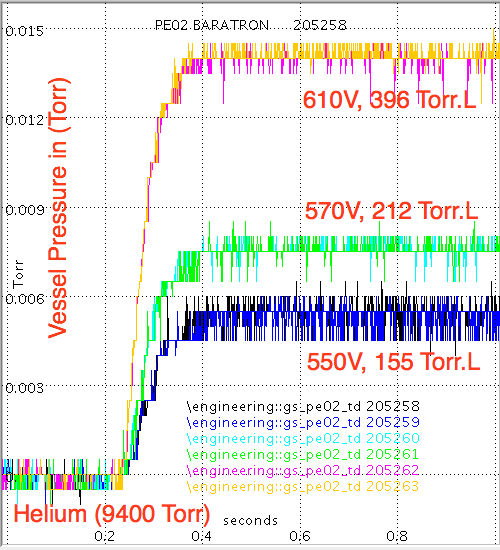 0.015
PE02 BARATRON 205258
0.012
610V, 396 Torr.L
0.009
570V, 212 Torr.L
Vessel Pressure in (Torr)
Torr
0.006
550V, 155 Torr.L
0.003
\engineering::gs_pe02_td 205258
\engineering::gs_pe02_td 205259
\engineering::gs_pe02_td 205260
\engineering::gs_pe02_td 205261
\engineering::gs_pe02_td 205262
\engineering::gs_pe02_td 205263
0
Helium (9400 Torr)
seconds
0.2 0.4 0.6 0.8